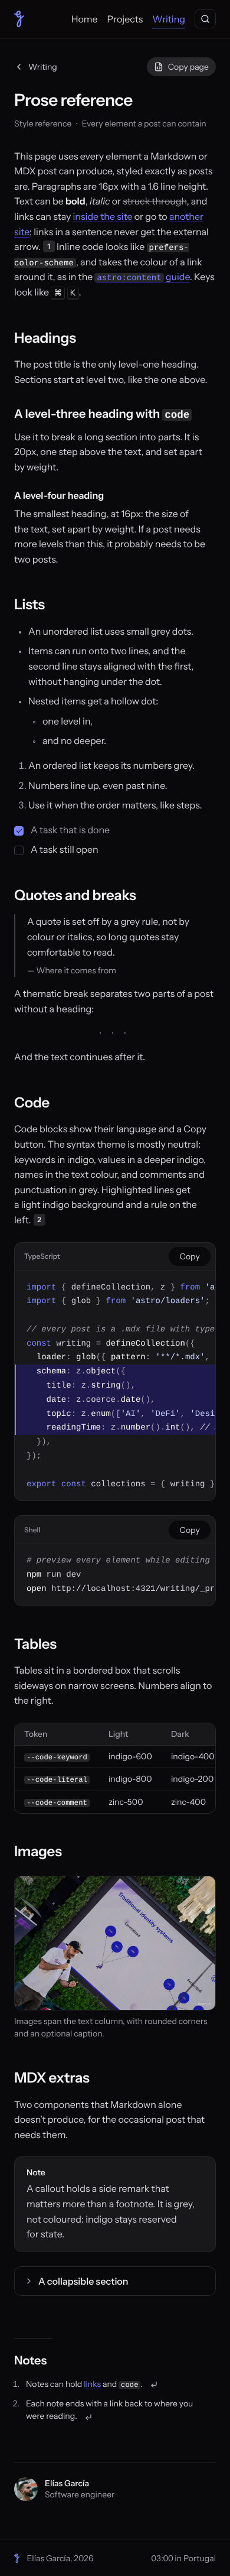 Home Projects Writing
Writing Copy page
Prose reference
Style reference · Every element a post can contain
This page uses every element a Markdown or
MDX post can produce, styled exactly as posts
are. Paragraphs are 16px with a 1.6 line height.
Text can be bold, italic or struck through, and
links can stay inside the site or go to another
site; links in a sentence can never get the external
arrow. 1 Inline code looks like prefers-
color-scheme, and takes the colour of a link
around it, as in the astro:content guide. Keys
look like ⌘ K.
Headings
The post title is the only level-one heading.
Sections start at level two, like the one above.
A level-three heading with code
Use it to break a long section into parts. It is
20px, one step above the text, and set apart
by weight.
A level-four heading
The smallest heading, at 16px: the size of
the text, set apart by weight. If a post needs
more levels than this, it probably needs to be
two posts.
Lists
• An unordered list uses small grey dots.
• Items can run onto two lines, and the
second line stays aligned with the first,
without hanging under the dot.
• Nested items get a hollow dot:
one level in,
and no deeper.
1. An ordered list keeps its numbers grey.
2. Numbers line up, even past nine.
3. Use it when the order matters, like steps.
A task that is done
A task still open
Quotes and breaks
A quote is set off by a grey rule, not by
colour or italics, so long quotes stay
comfortable to read.
— Where it comes from
A thematic break separates two parts of a post
without a heading:
· · ·
And the text continues after it.
Code
Code blocks show their language and a Copy
button. The syntax theme is mostly neutral:
keywords in indigo, values in a deeper indigo,
names in the text colour, and comments and
punctuation in grey. Highlighted lines get
a light indigo background and a rule on the
left. 2
TypeScript Copy
import { defineCollection, z } from 'a
import { glob } from 'astro/loaders';
// every post is a .mdx file with type
const writing = defineCollection({
loader: glob({ pattern: '**/*.mdx',
schema: z.object({
title: z.string(),
date: z.coerce.date(),
topic: z.enum(['AI', 'DeFi', 'Desi
readingTime: z.number().int(), //
}),
});
export const collections = { writing }
Shell Copy
# preview every element while editing
npm run dev
open http://localhost:4321/writing/_pr
Tables
Tables sit in a bordered box that scrolls
sideways on narrow screens. Numbers align to
the right.
Token Light Dark
--code-keyword indigo-600 indigo-400
--code-literal indigo-800 indigo-200
--code-comment zinc-500 zinc-400
Images
Traditional identity systems
Images span the text column, with rounded corners
and an optional caption.
MDX extras
Two components that Markdown alone
doesn't produce, for the occasional post that
needs them.
Note
A callout holds a side remark that
matters more than a footnote. It is grey,
not coloured: indigo stays reserved
for state.
A collapsible section
Notes
1. Notes can hold links and code. ↵
2. Each note ends with a link back to where you
were reading. ↵
Elías García
Software engineer
Elías García, 2026 03:00 in Portugal